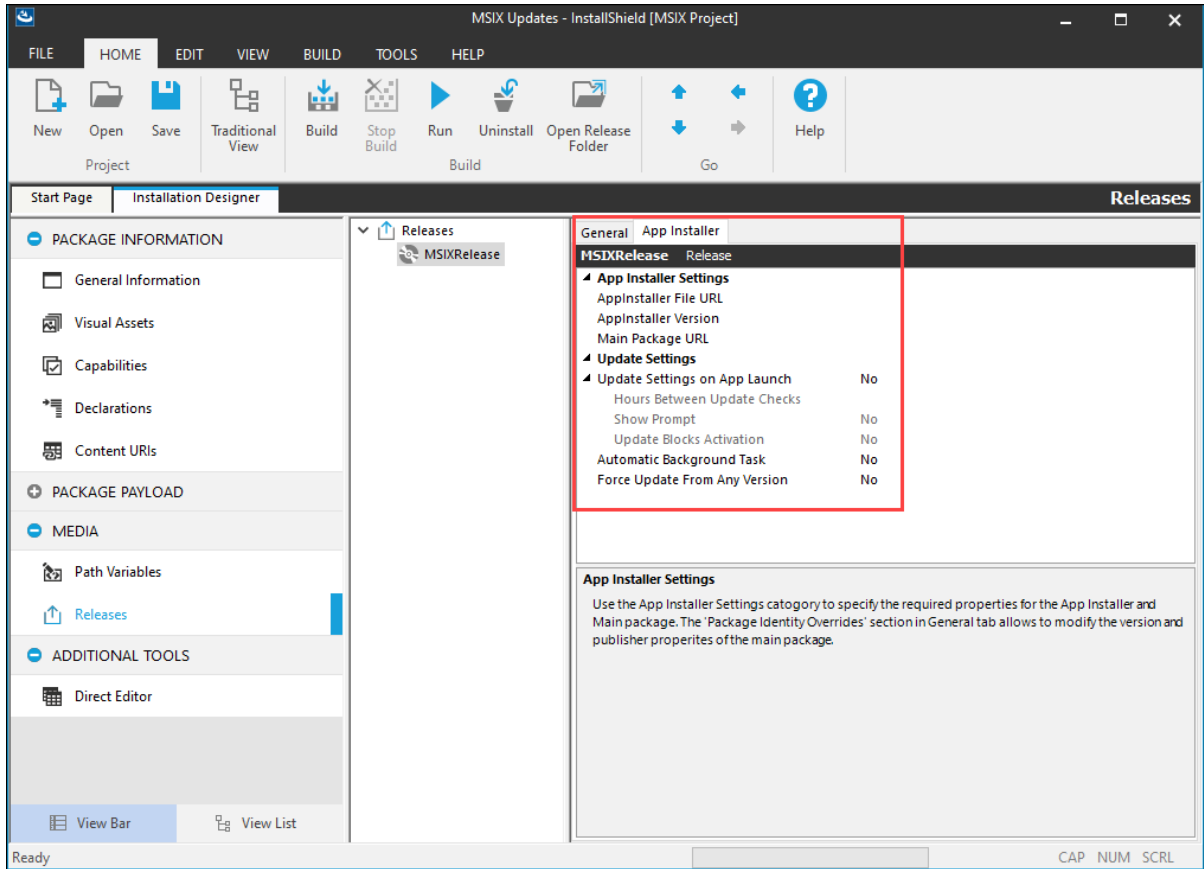 MSIX Updates - InstallShield [MSIX Project]
FILE HOME EDIT VIEW BUILD TOOLS HELP
New Open Save Traditional View Build Stop Build Run Uninstall Open Release Folder Help
Project Build Go
Start Page Installation Designer Releases
PACKAGE INFORMATION
General Information
Visual Assets
Capabilities
Declarations
Content URIs
PACKAGE PAYLOAD
MEDIA
Path Variables
Releases
ADDITIONAL TOOLS
Direct Editor
View Bar View List
Releases
MSIXRelease
General App Installer
MSIXRelease Release
App Installer Settings
AppInstaller File URL
AppInstaller Version
Main Package URL
Update Settings
Update Settings on App Launch No
Hours Between Update Checks
Show Prompt No
Update Blocks Activation No
Automatic Background Task No
Force Update From Any Version No
App Installer Settings
Use the App Installer Settings catogory to specify the required properties for the App Installer and
Main package. The 'Package Identity Overrides' section in General tab allows to modify the version and
publisher properites of the main package.
Ready CAP NUM SCRL